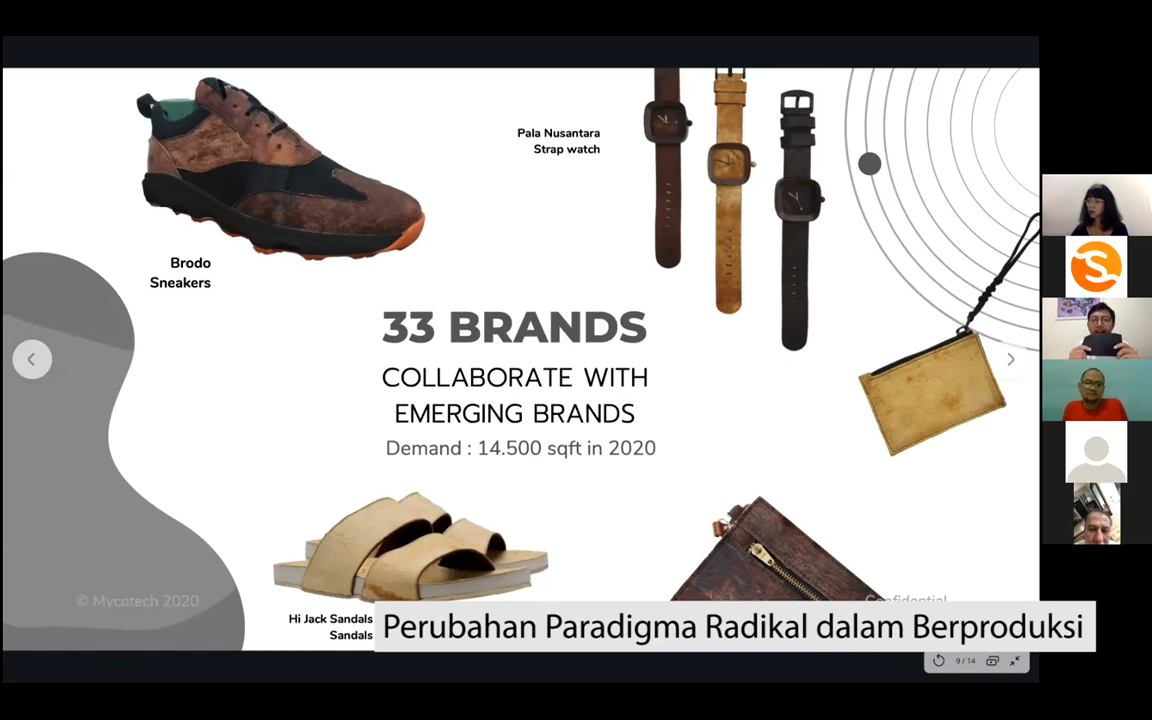 Pala Nusantara
Strap watch
Brodo
Sneakers
33 BRANDS
COLLABORATE WITH
EMERGING BRANDS
Demand : 14.500 sqft in 2020
© Mycotech 2020
Confidential
Hi Jack Sandals
Sandals
Perubahan Paradigma Radikal dalam Berproduksi
9 / 14
S